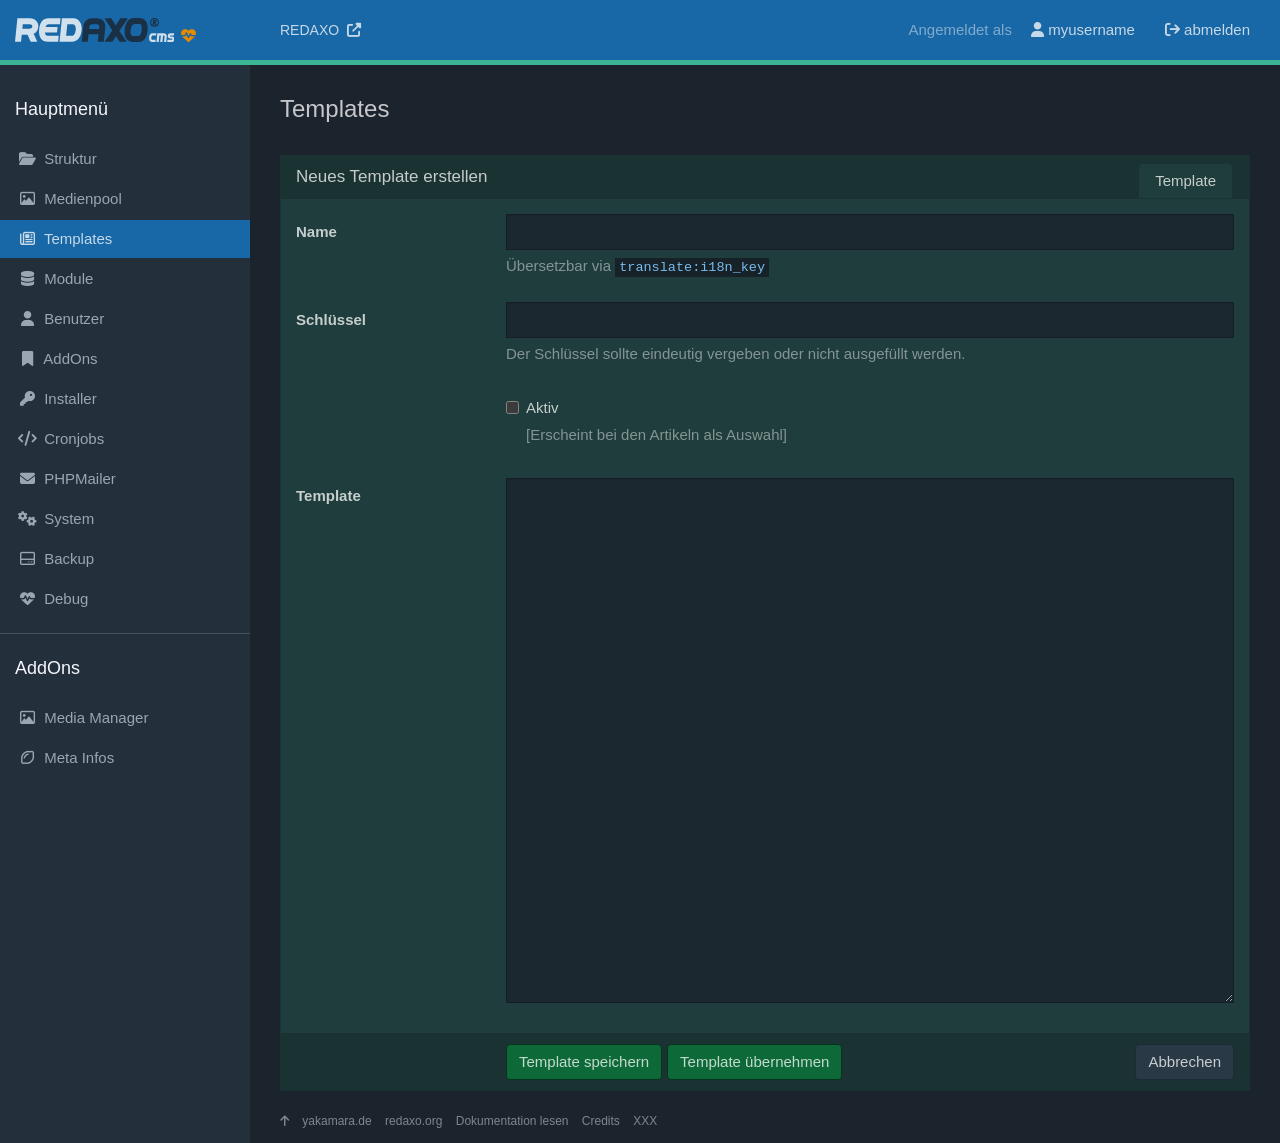 REDAXO® cms
REDAXO
Angemeldet als myusername abmelden
Hauptmenü
Struktur
Medienpool
Templates
Module
Benutzer
AddOns
Installer
Cronjobs
PHPMailer
System
Backup
Debug
AddOns
Media Manager
Meta Infos
Templates
Neues Template erstellen
Template
Name
Übersetzbar via translate:i18n_key
Schlüssel
Der Schlüssel sollte eindeutig vergeben oder nicht ausgefüllt werden.
Aktiv
[Erscheint bei den Artikeln als Auswahl]
Template
Template speichern Template übernehmen Abbrechen
yakamara.de redaxo.org Dokumentation lesen Credits XXX